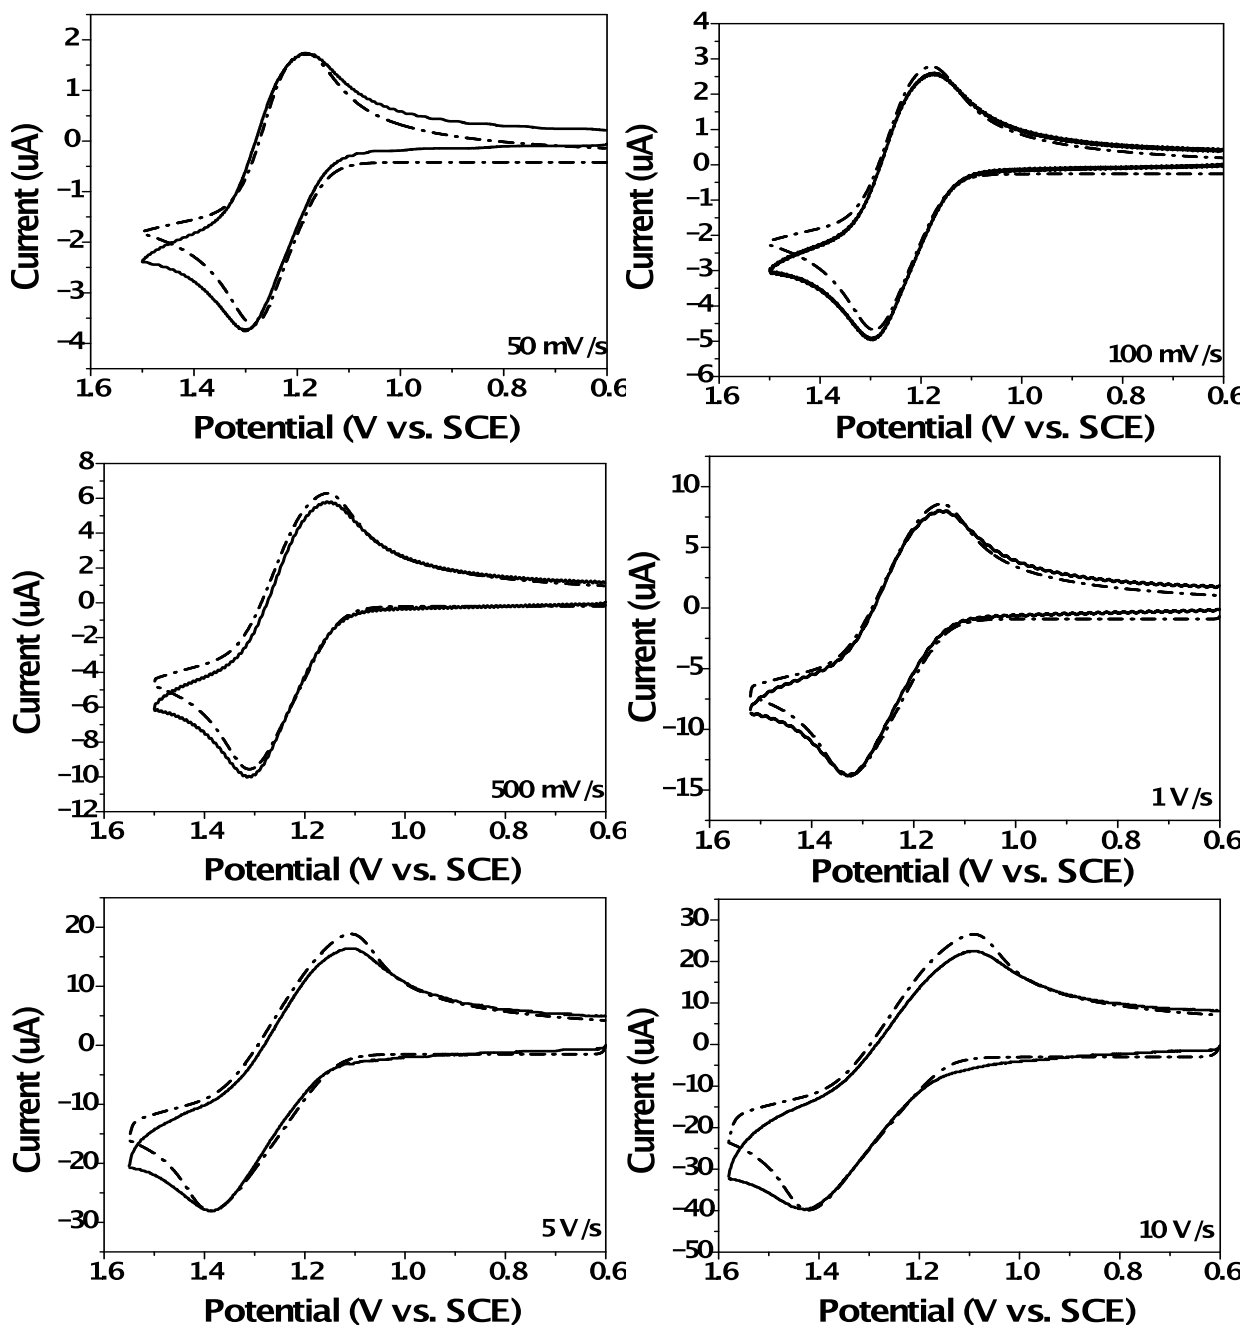 2
1
0
−1
−2
−3
−4
Current (uA)
50 mV/s
1.6 1.4 1.2 1.0 0.8 0.6
Potential (V vs. SCE)
4
3
2
1
0
−1
−2
−3
−4
−5
−6
Current (uA)
100 mV/s
1.6 1.4 1.2 1.0 0.8 0.6
Potential (V vs. SCE)
8
6
4
2
0
−2
−4
−6
−8
−10
−12
Current (uA)
500 mV/s
1.6 1.4 1.2 1.0 0.8 0.6
Potential (V vs. SCE)
10
5
0
−5
−10
−15
Current (uA)
1 V/s
1.6 1.4 1.2 1.0 0.8 0.6
Potential (V vs. SCE)
20
10
0
−10
−20
−30
Current (uA)
5 V/s
1.6 1.4 1.2 1.0 0.8 0.6
Potential (V vs. SCE)
30
20
10
0
−10
−20
−30
−40
−50
Current (uA)
10 V/s
1.6 1.4 1.2 1.0 0.8 0.6
Potential (V vs. SCE)